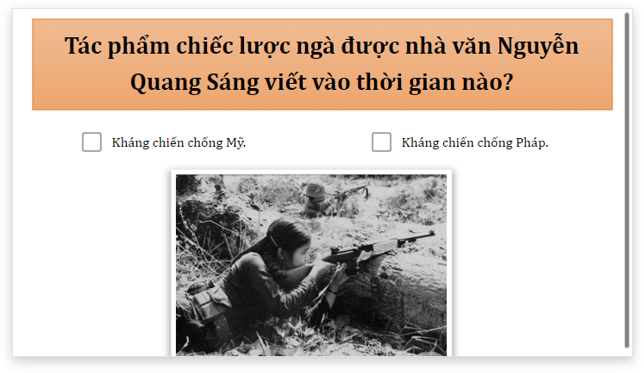 Tác phẩm chiếc lược ngà được nhà văn Nguyễn
Quang Sáng viết vào thời gian nào?
Kháng chiến chống Mỹ.
Kháng chiến chống Pháp.